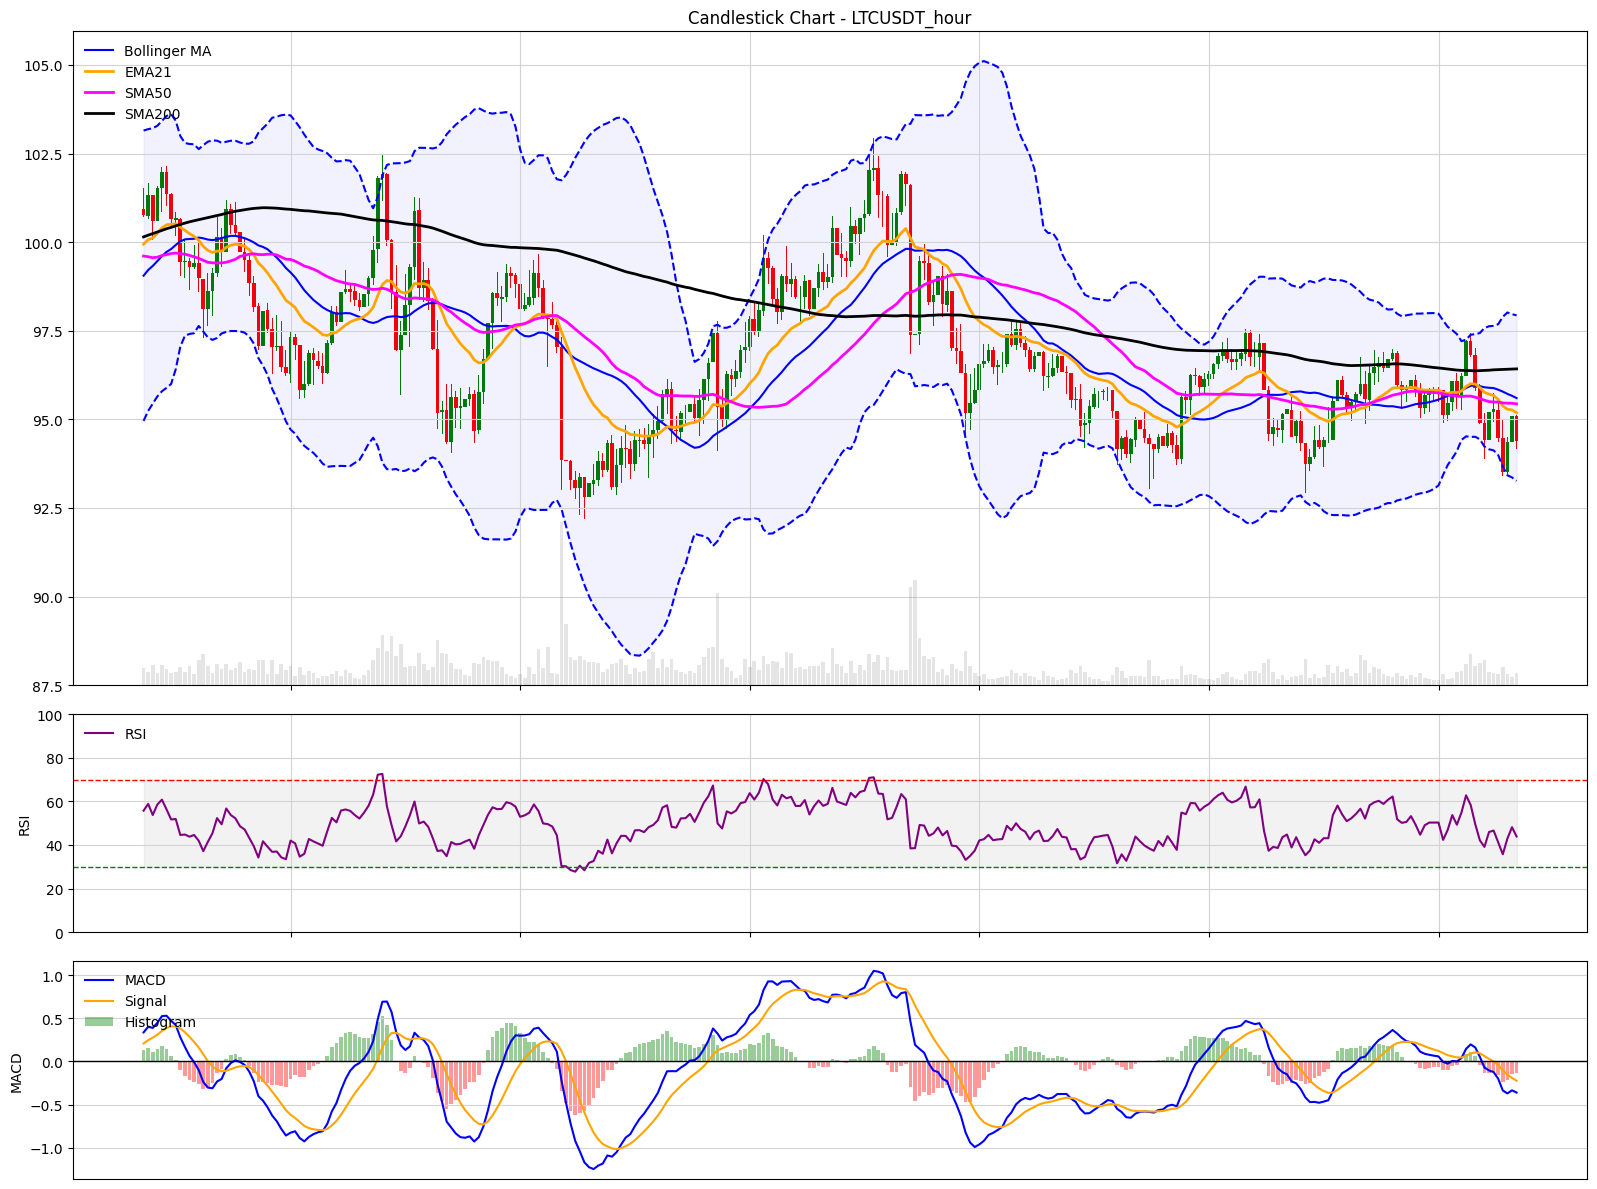 Candlestick Chart - LTCUSDT_hour
Bollinger MA
EMA21
SMA50
SMA200
105.0
102.5
100.0
97.5
95.0
92.5
90.0
87.5
RSI
RSI
100
80
60
40
20
0
MACD
Signal
Histogram
MACD
1.0
0.5
0.0
−0.5
−1.0